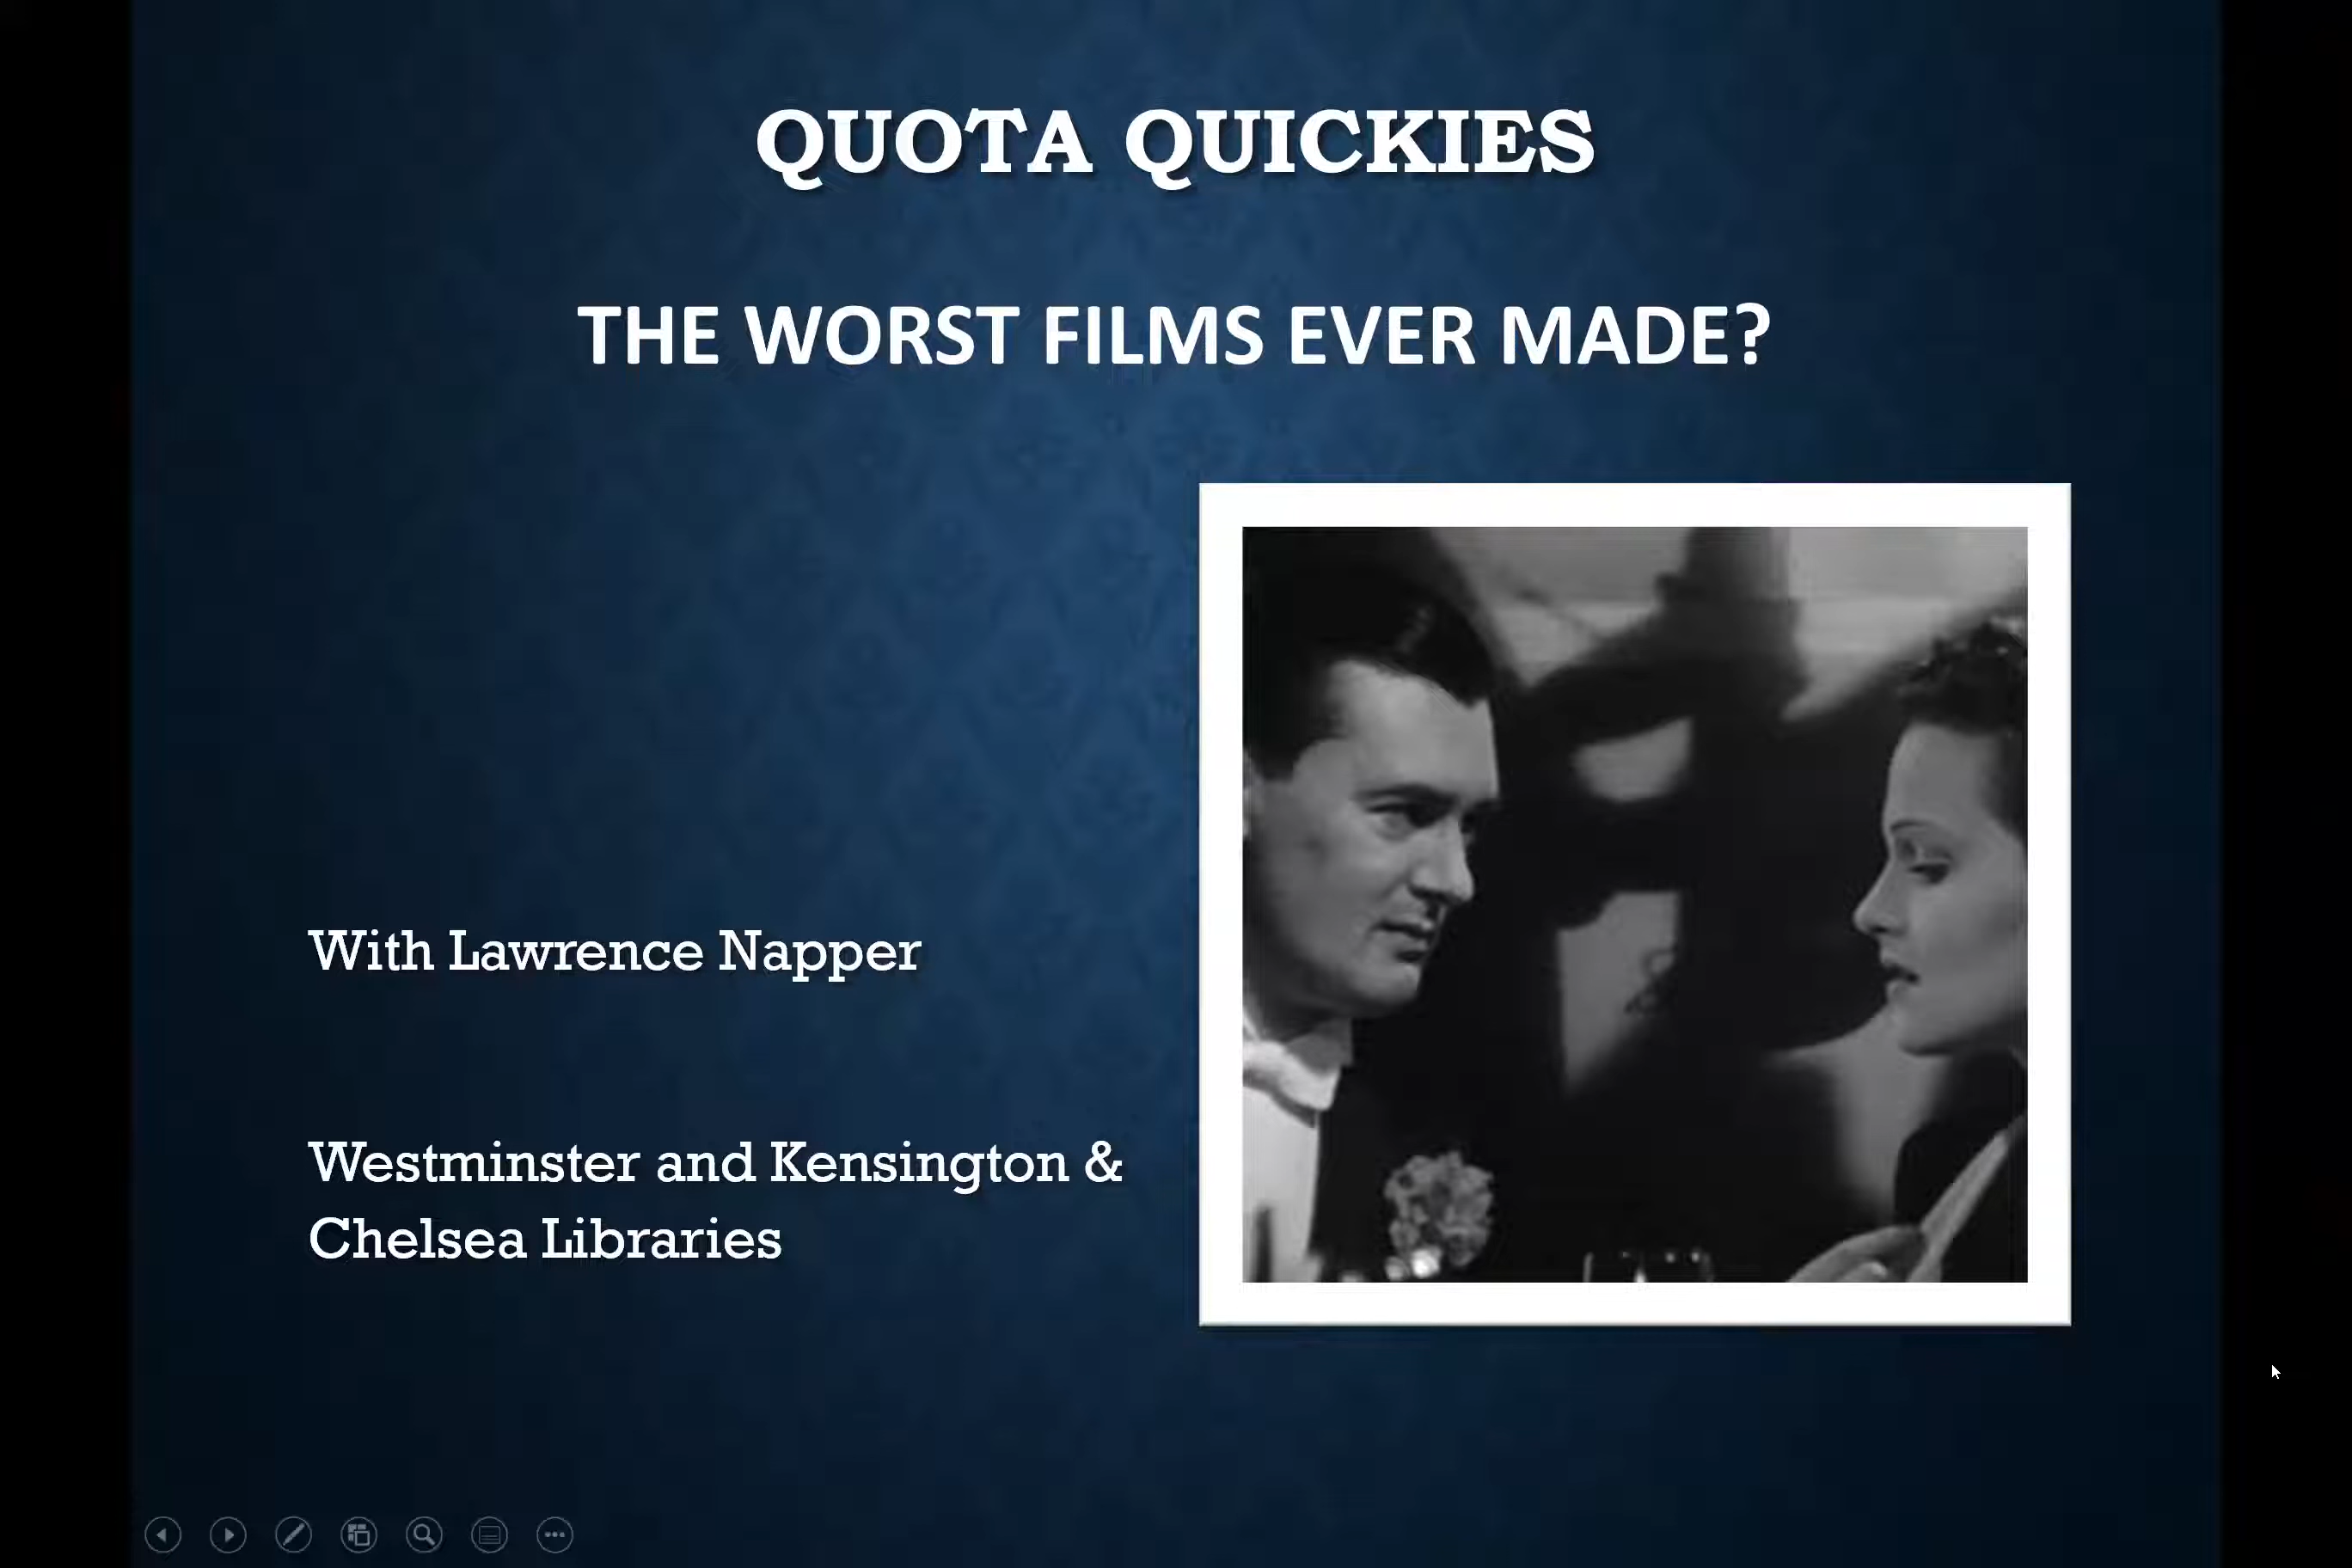 QUOTA QUICKIES
THE WORST FILMS EVER MADE?
With Lawrence Napper
Westminster and Kensington &
Chelsea Libraries